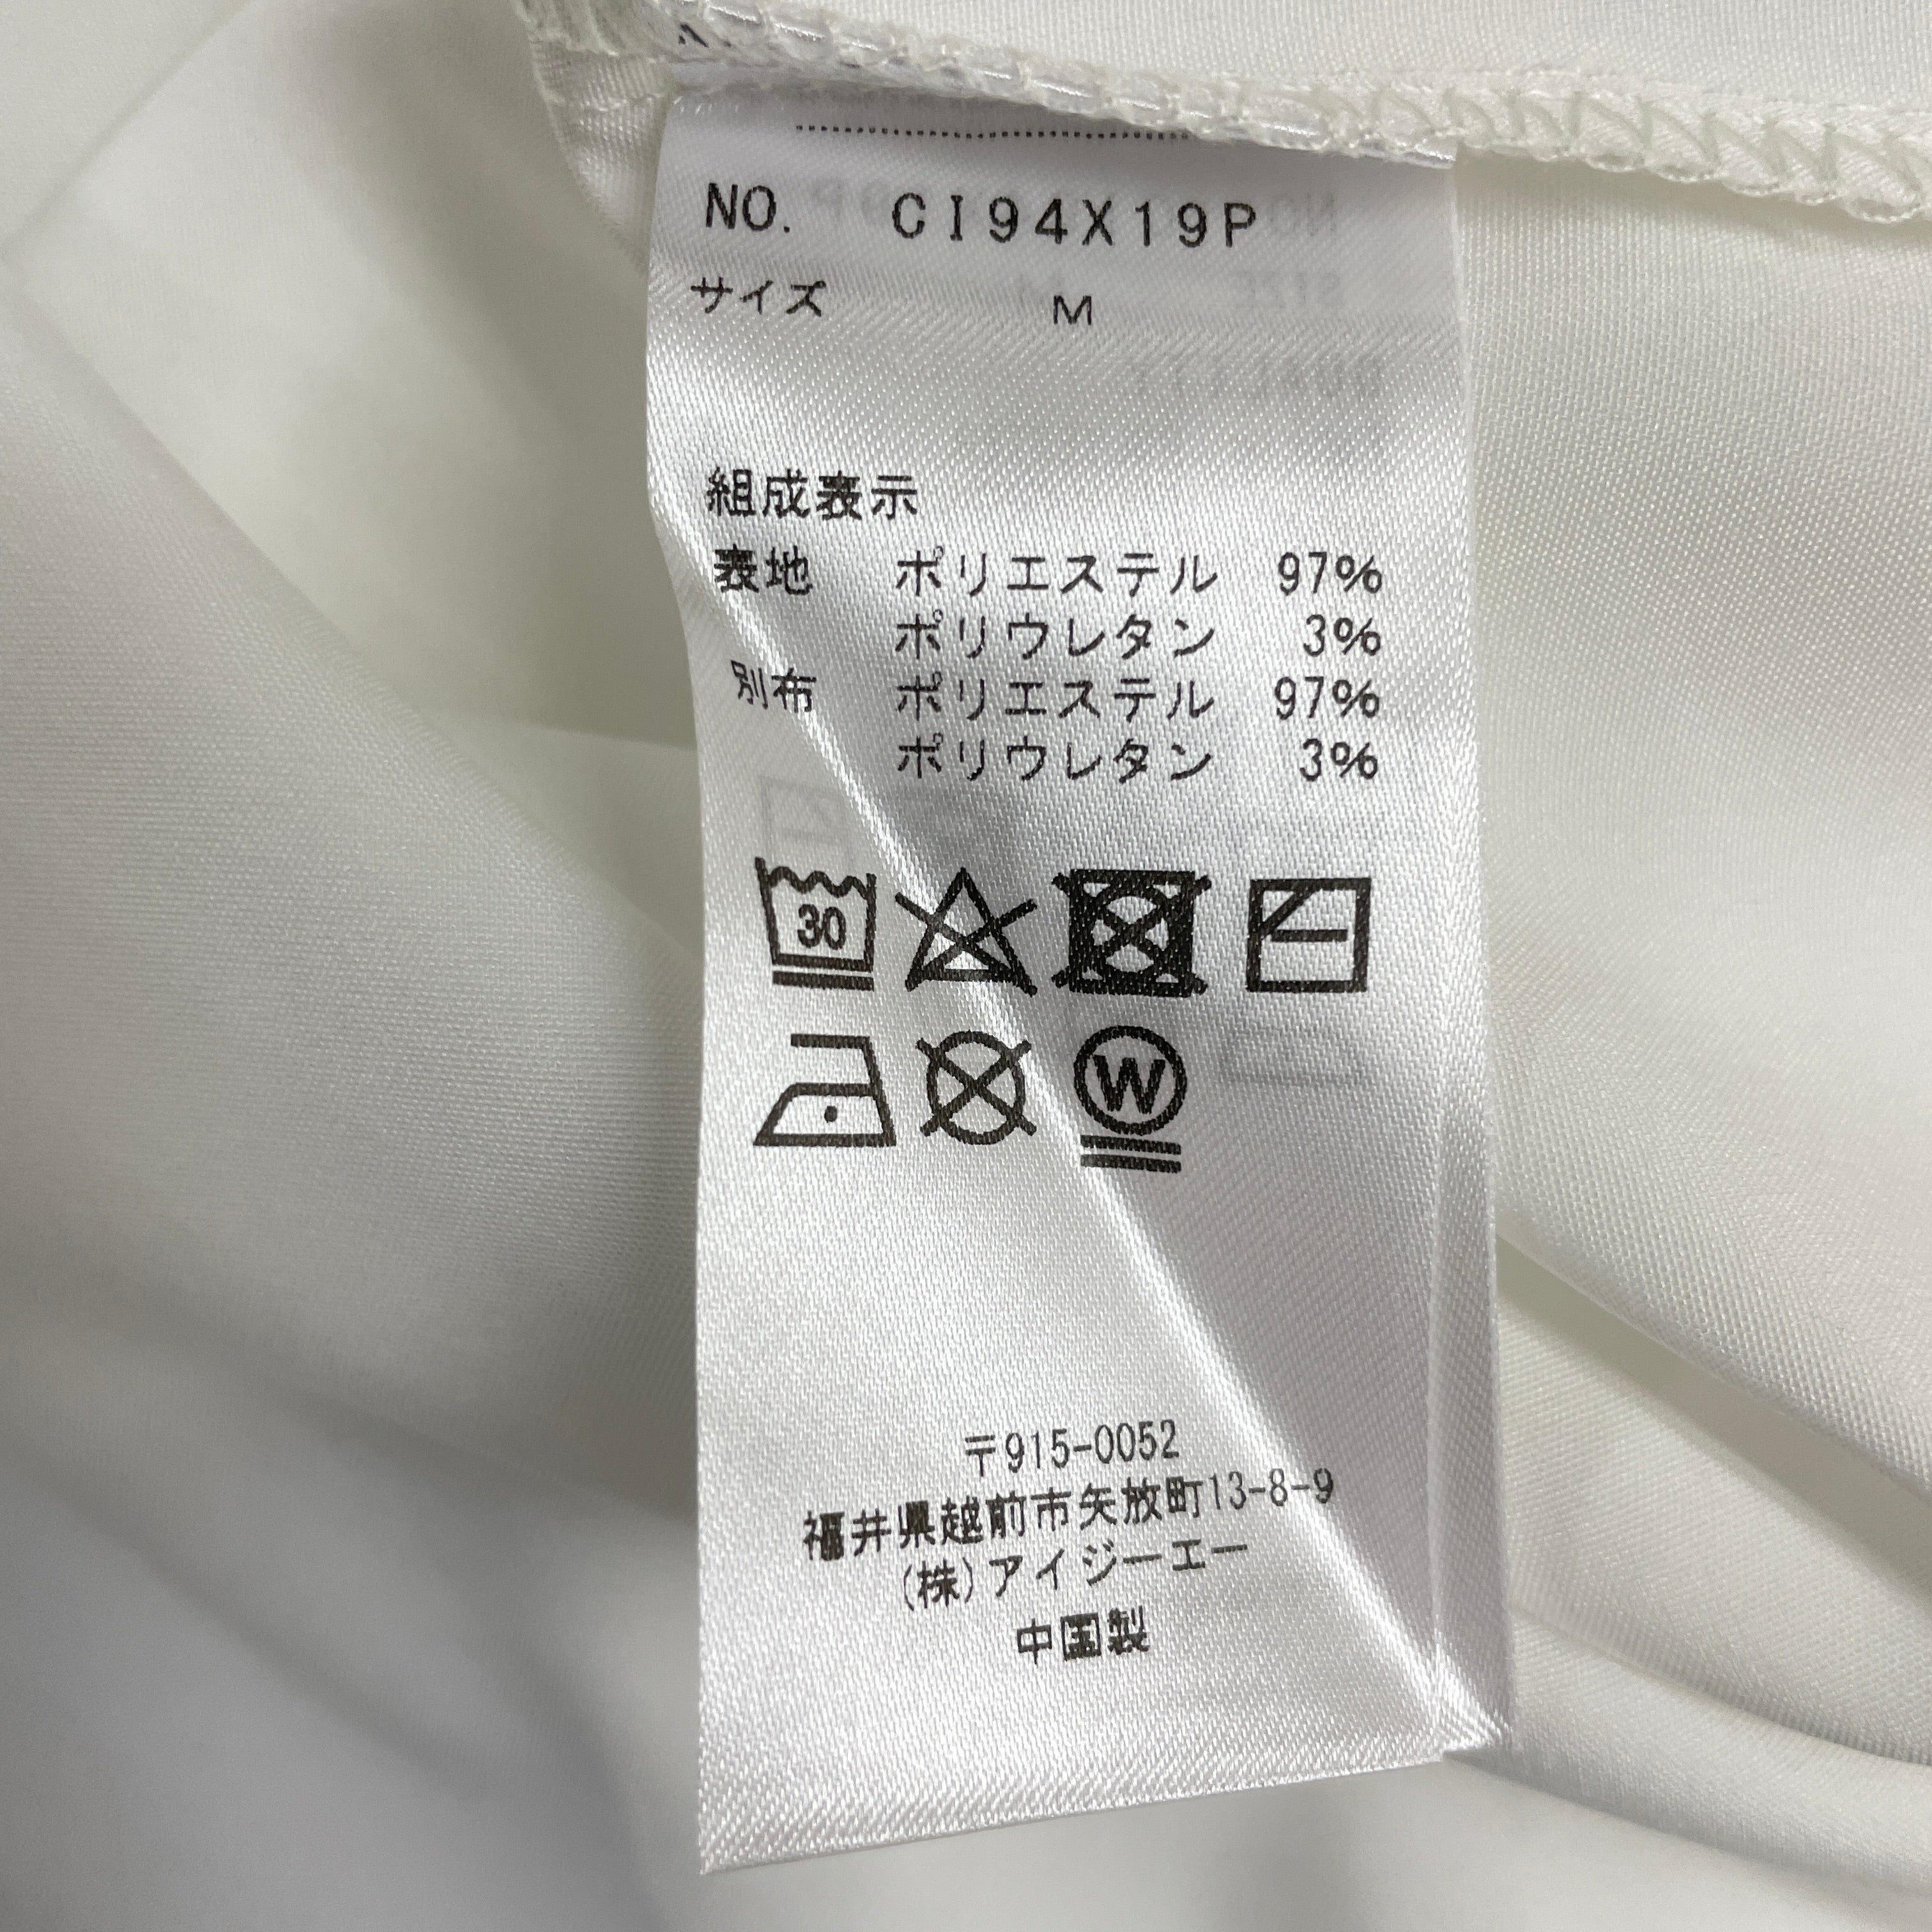 NO. CI94X19P
サイズ M
組成表示
表地 ポリエステル 97%
ポリウレタン 3%
別布 ポリエステル 97%
ポリウレタン 3%
30
W
〒915-0052
福井県越前市矢放町13-8-9
(株)アイジーエー
中国製